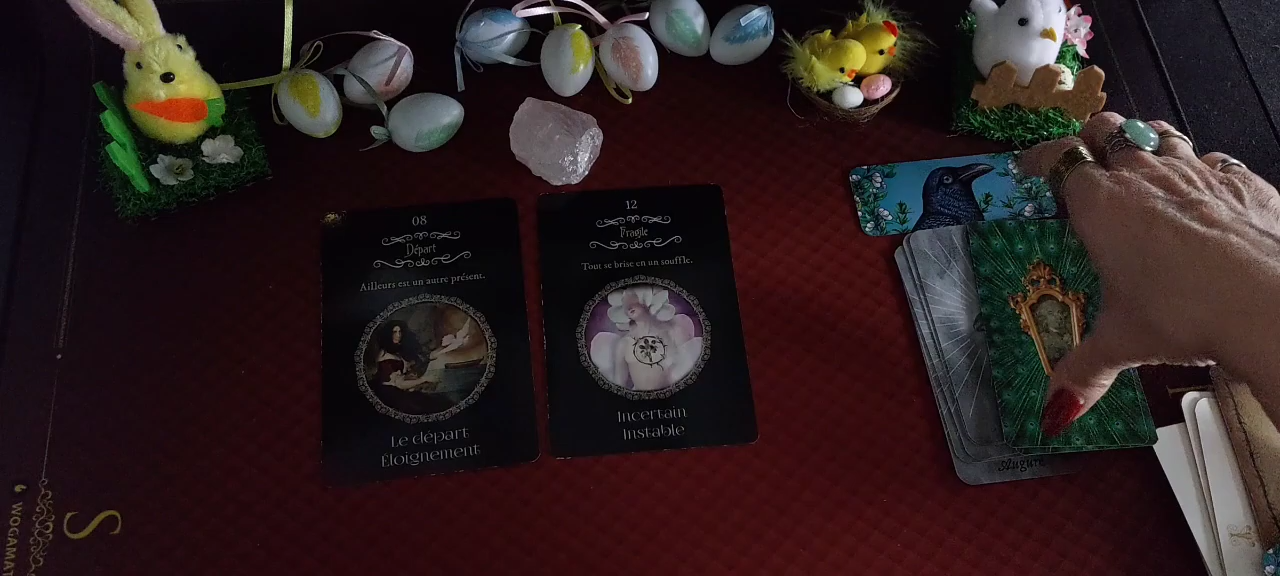 08
Départ
Ailleurs est un autre présent.
Le départ
Éloignement
12
Fragile
Tout se brise en un souffle.
Incertain
Instable
Augure
S
WOGAMAT